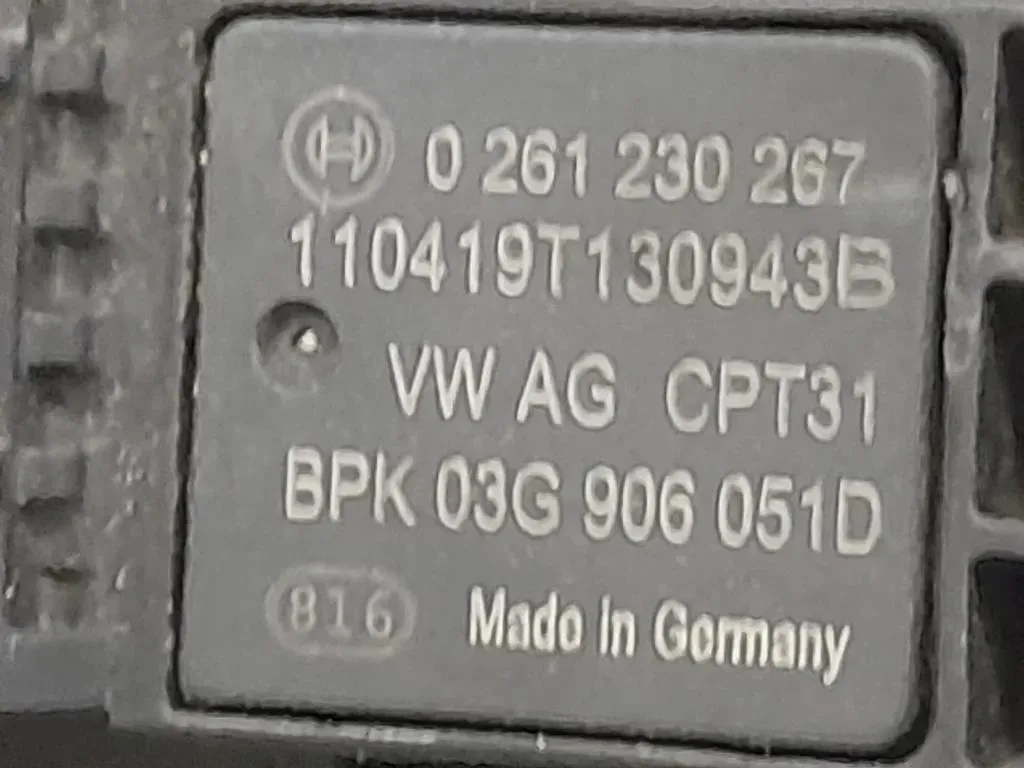 0 261 230 267
110419T130943B
VW AG CPT31
BPK 03G 906 051D
816 Made in Germany